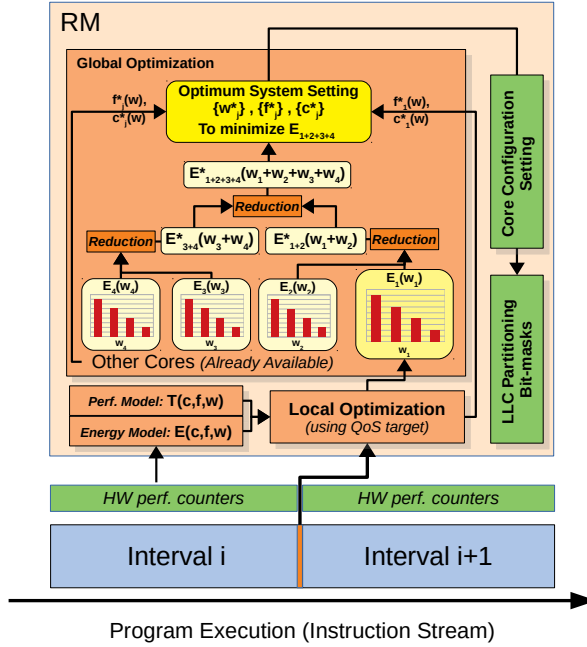 RM
Global Optimization
Optimum System Setting
{w*j} , {f*j} , {c*j}
To minimize E1+2+3+4
f*j(w),
c*j(w)
f*1(w),
c*1(w)
E*1+2+3+4(w1+w2+w3+w4)
Reduction
Reduction
E*3+4(w3+w4)
E*1+2(w1+w2)
Reduction
E4(w4)
w4
E3(w3)
w3
E2(w2)
w2
E1(w1)
w1
Other Cores (Already Available)
Core Configuration
Setting
LLC Partitioning
Bit-masks
Perf. Model: T(c,f,w)
Energy Model: E(c,f,w)
Local Optimization
(using QoS target)
HW perf. counters
HW perf. counters
Interval i
Interval i+1
Program Execution (Instruction Stream)